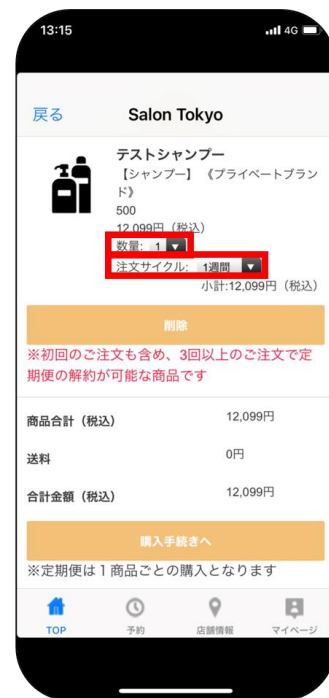 13:15
4G
戻る
Salon Tokyo
テストシャンプー
【シャンプー】 《プライベートブラン
ド》
500
12,099円（税込）
数量: 1
注文サイクル: 1週間
小計:12,099円（税込）
削除
※初回のご注文も含め、3回以上のご注文で定
期便の解約が可能な商品です
商品合計（税込） 12,099円
送料 0円
合計金額（税込） 12,099円
購入手続きへ
※定期便は１商品ごとの購入となります
TOP 予約 店舗情報 マイページ